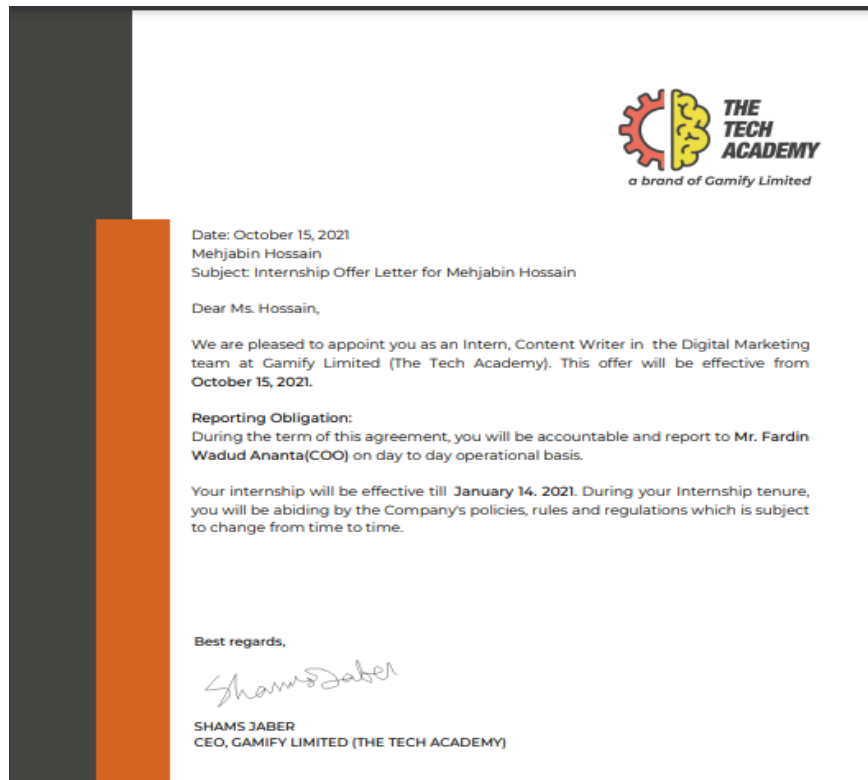 THE
TECH
ACADEMY
a brand of Gamify Limited
Date: October 15, 2021
Mehjabin Hossain
Subject: Internship Offer Letter for Mehjabin Hossain
Dear Ms. Hossain,
We are pleased to appoint you as an Intern, Content Writer in the Digital Marketing
team at Gamify Limited (The Tech Academy). This offer will be effective from
October 15, 2021.
Reporting Obligation:
During the term of this agreement, you will be accountable and report to Mr. Fardin
Wadud Ananta(COO) on day to day operational basis.
Your internship will be effective till January 14. 2021. During your Internship tenure,
you will be abiding by the Company's policies, rules and regulations which is subject
to change from time to time.
Best regards,
Shams Jaber
SHAMS JABER
CEO, GAMIFY LIMITED (THE TECH ACADEMY)